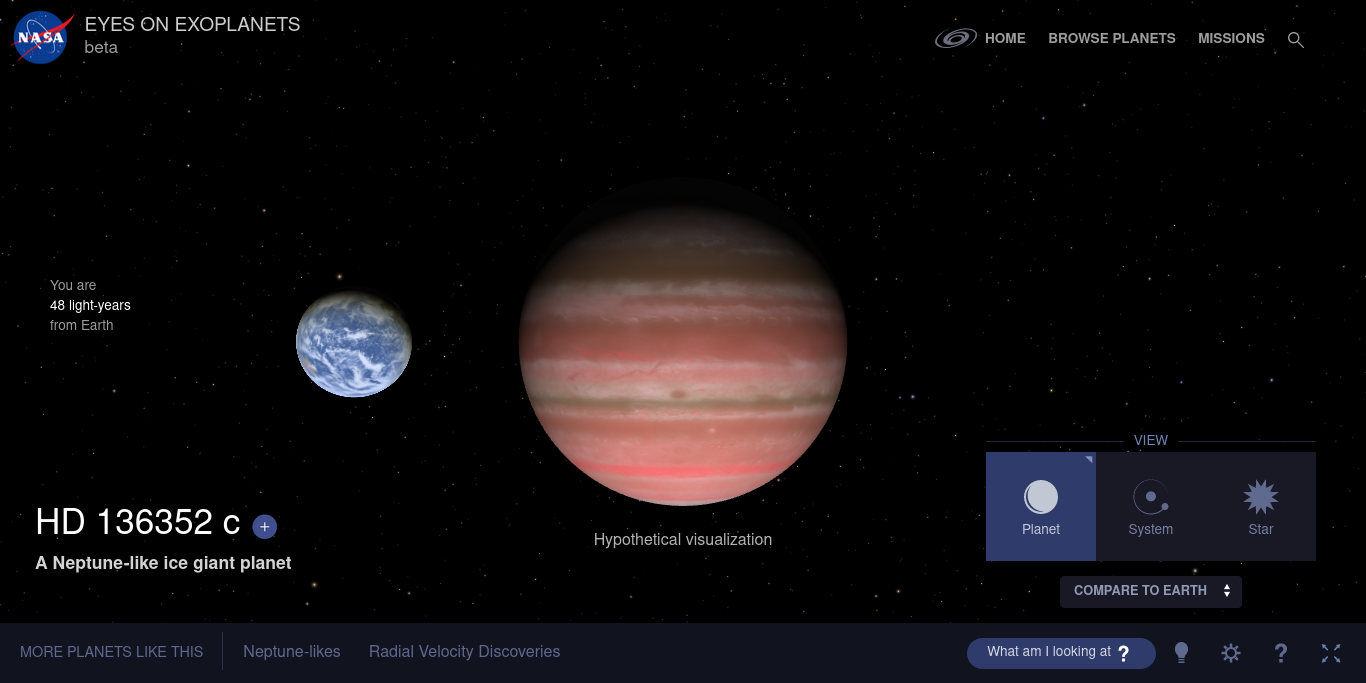 NASA
EYES ON EXOPLANETS
beta
HOME
BROWSE PLANETS
MISSIONS
You are
48 light-years
from Earth
HD 136352 c +
A Neptune-like ice giant planet
Hypothetical visualization
VIEW
Planet
System
Star
COMPARE TO EARTH
MORE PLANETS LIKE THIS
Neptune-likes
Radial Velocity Discoveries
What am I looking at ?
?